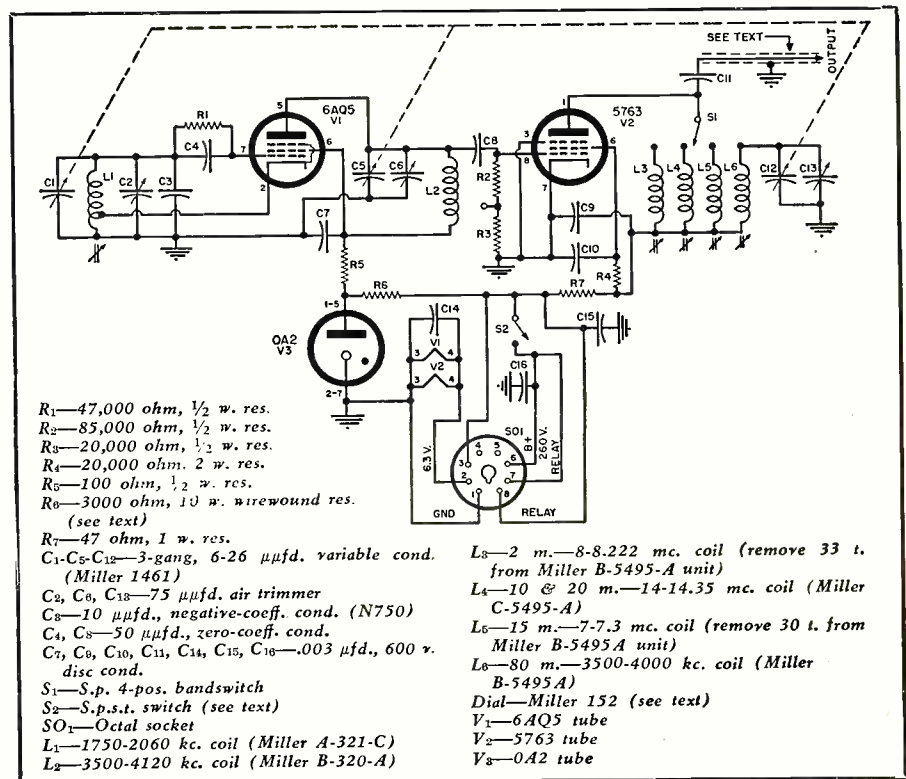 SEE TEXT
OUTPUT
C11
R1
6AQ5
V1
5763
V2
S1
5
1
C4
7
6
C8
3
8
6
C1
L1
C2
C3
2
C5
C6
L2
R2
7
C9
L3
L4
L5
L6
C12
C13
C7
R3
C10
R5
R4
R6
R7
1-5
C14
S2
C15
OA2
V3
V1
3
4
V2
3
4
C16
2-7
6.3 V.
SO1
B+
260 V.
RELAY
4
5
3
6
2
7
1
8
GND
RELAY
R1—47,000 ohm, 1/2 w. res.
R2—85,000 ohm, 1/2 w. res.
R3—20,000 ohm, 1/2 w. res.
R4—20,000 ohm. 2 w. res.
R5—100 ohm, 1/2 w. res.
R6—3000 ohm, 10 w. wirewound res.
(see text)
R7—47 ohm, 1 w. res.
C1-C5-C12—3-gang, 6-26 μμfd. variable cond.
(Miller 1461)
C2, C6, C13—75 μμfd. air trimmer
C3—10 μμfd., negative-coeff. cond. (N750)
C4, C8—50 μμfd., zero-coeff. cond.
C7, C9, C10, C11, C14, C15, C16—.003 μfd., 600 v.
disc cond.
S1—S.p. 4-pos. bandswitch
S2—S.p.s.t. switch (see text)
SO1—Octal socket
L1—1750-2060 kc. coil (Miller A-321-C)
L2—3500-4120 kc. coil (Miller B-320-A)
L3—2 m.—8-8.222 mc. coil (remove 33 t.
from Miller B-5495-A unit)
L4—10 & 20 m.—14-14.35 mc. coil (Miller
C-5495-A)
L5—15 m.—7-7.3 mc. coil (remove 30 t. from
Miller B-5495A unit)
L6—80 m.—3500-4000 kc. coil (Miller
B-5495A)
Dial—Miller 152 (see text)
V1—6AQ5 tube
V2—5763 tube
V3—0A2 tube